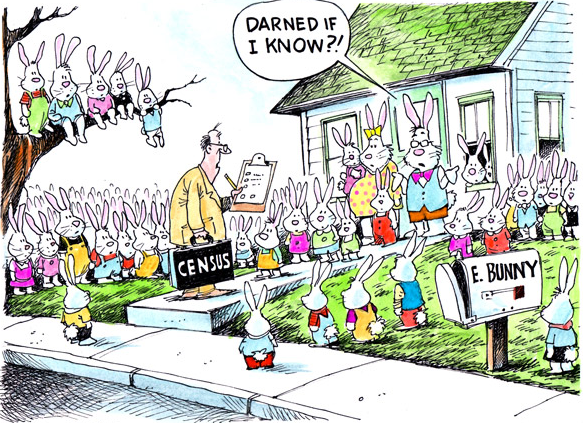 DARNED IF
I KNOW?!
CENSUS
E. BUNNY